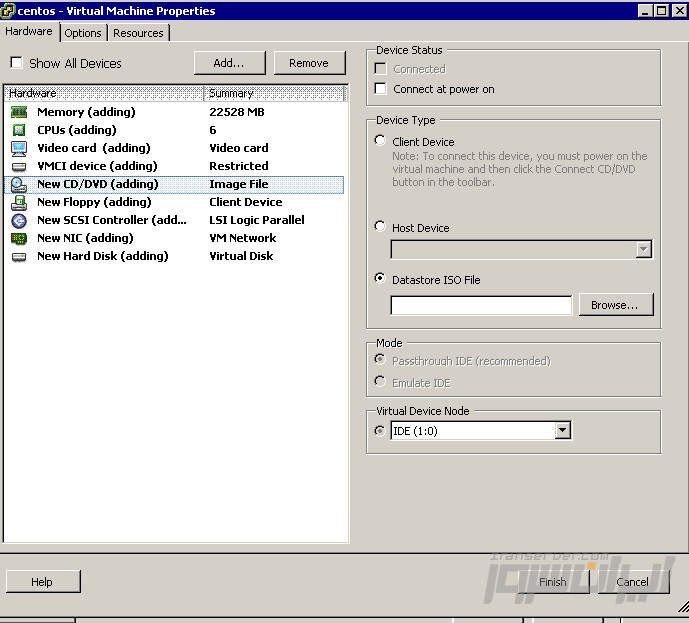 centos - Virtual Machine Properties
Hardware Options Resources
Show All Devices Add... Remove
Hardware Summary
Memory (adding) 22528 MB
CPUs (adding) 6
Video card (adding) Video card
VMCI device (adding) Restricted
New CD/DVD (adding) Image File
New Floppy (adding) Client Device
New SCSI Controller (add... LSI Logic Parallel
New NIC (adding) VM Network
New Hard Disk (adding) Virtual Disk
Device Status
Connected
Connect at power on
Device Type
Client Device
Note: To connect this device, you must power on the
virtual machine and then click the Connect CD/DVD
button in the toolbar.
Host Device
Datastore ISO File
Browse...
Mode
Passthrough IDE (recommended)
Emulate IDE
Virtual Device Node
IDE (1:0)
Iranserver.com
ایران سرور
Help Finish Cancel